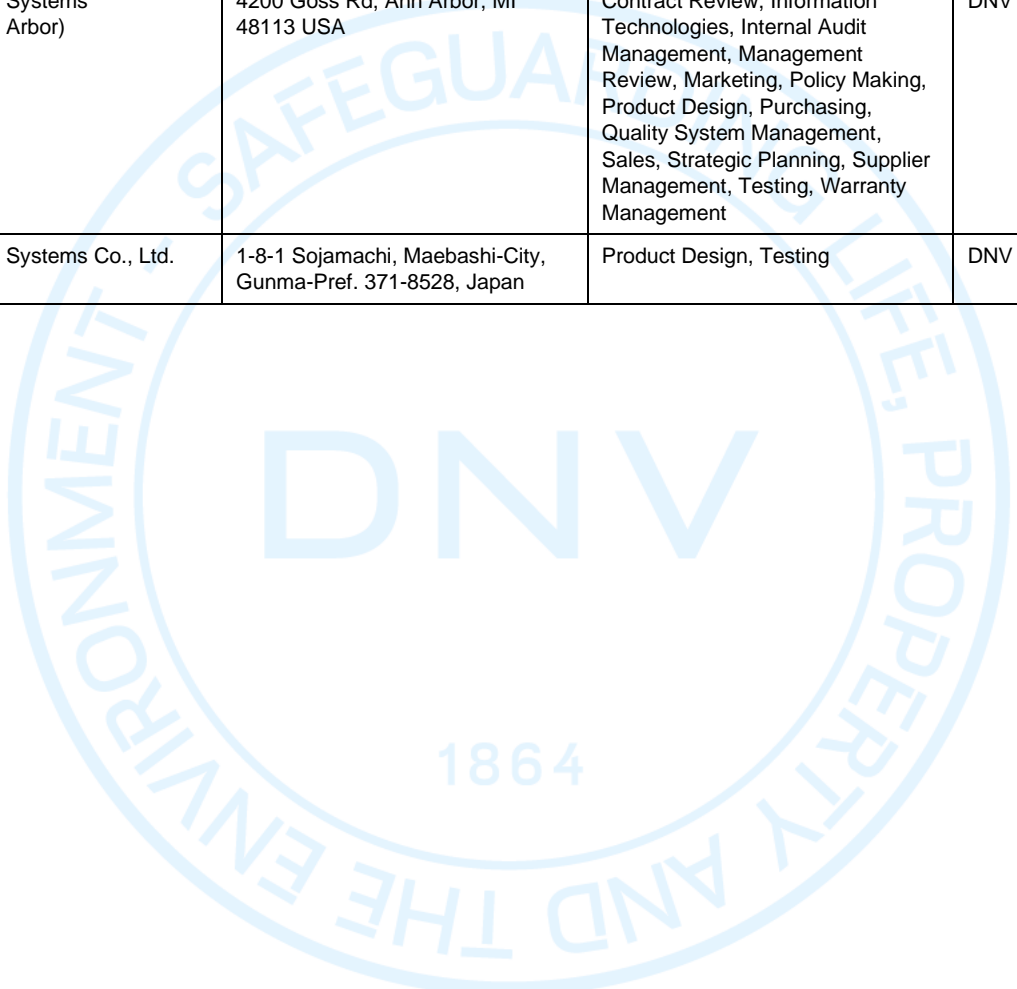 Systems
Arbor)
4200 Goss Rd, Ann Arbor, MI
48113 USA
Contract Review, Information
Technologies, Internal Audit
Management, Management
Review, Marketing, Policy Making,
Product Design, Purchasing,
Quality System Management,
Sales, Strategic Planning, Supplier
Management, Testing, Warranty
Management
DNV
Systems Co., Ltd.
1-8-1 Sojamachi, Maebashi-City,
Gunma-Pref. 371-8528, Japan
Product Design, Testing
DNV
SAFEGUARDING LIFE, PROPERTY AND THE ENVIRONMENT -
DNV
1864